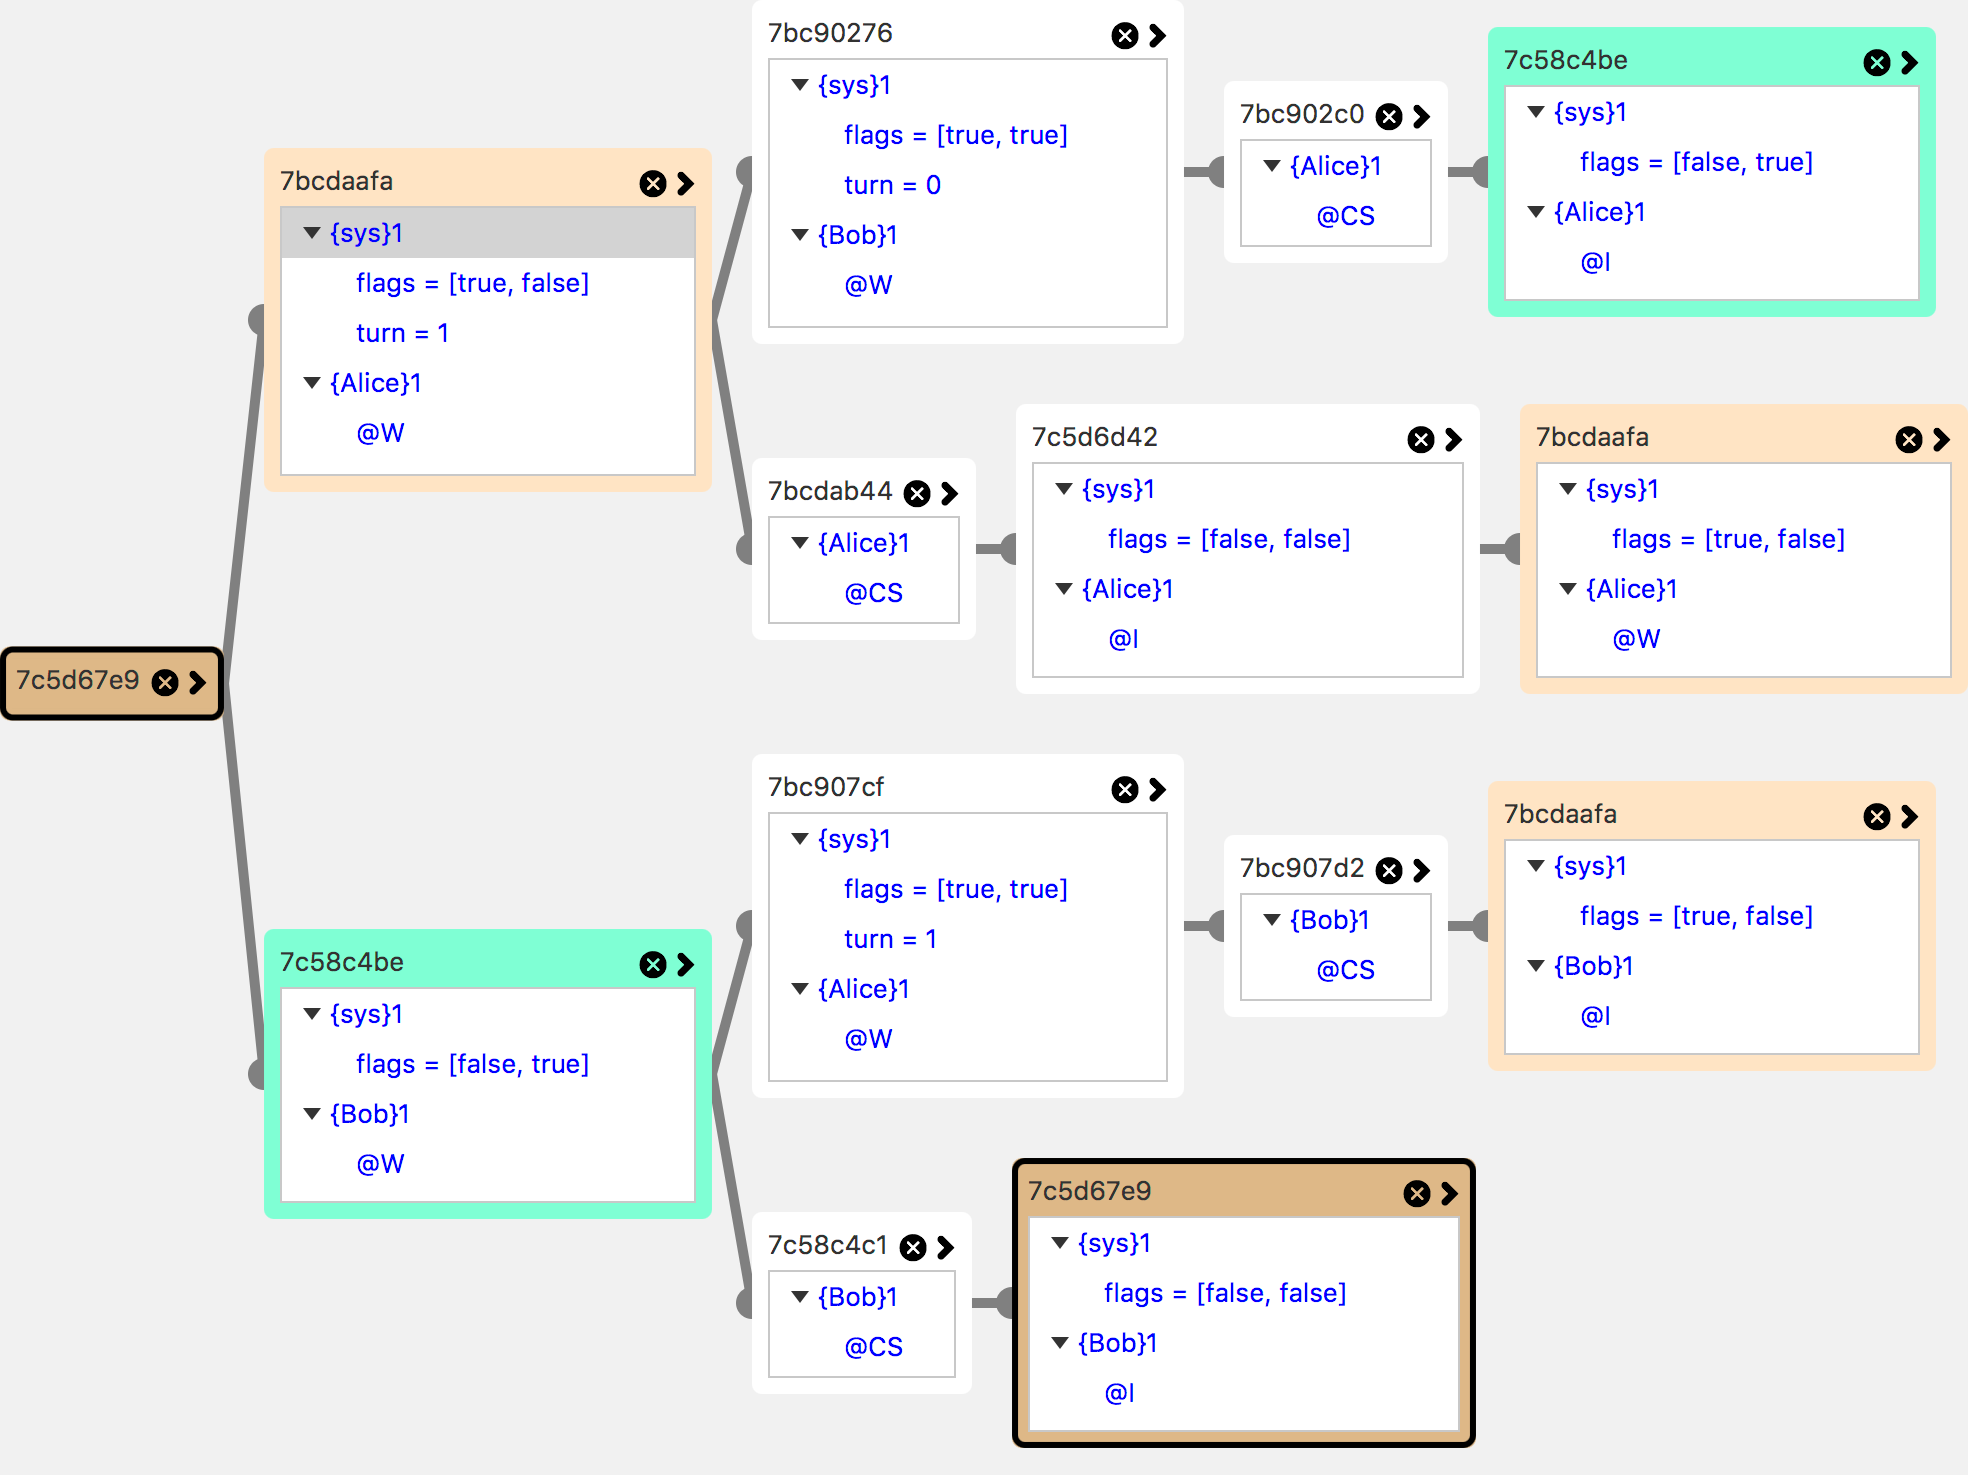 7c5d67e9
7bcdaafa
{sys}1
flags = [true, false]
turn = 1
{Alice}1
@W
7bc90276
{sys}1
flags = [true, true]
turn = 0
{Bob}1
@W
7bc902c0
{Alice}1
@CS
7c58c4be
{sys}1
flags = [false, true]
{Alice}1
@I
7bcdab44
{Alice}1
@CS
7c5d6d42
{sys}1
flags = [false, false]
{Alice}1
@I
7bcdaafa
{sys}1
flags = [true, false]
{Alice}1
@W
7c58c4be
{sys}1
flags = [false, true]
{Bob}1
@W
7bc907cf
{sys}1
flags = [true, true]
turn = 1
{Alice}1
@W
7bc907d2
{Bob}1
@CS
7bcdaafa
{sys}1
flags = [true, false]
{Bob}1
@I
7c58c4c1
{Bob}1
@CS
7c5d67e9
{sys}1
flags = [false, false]
{Bob}1
@I